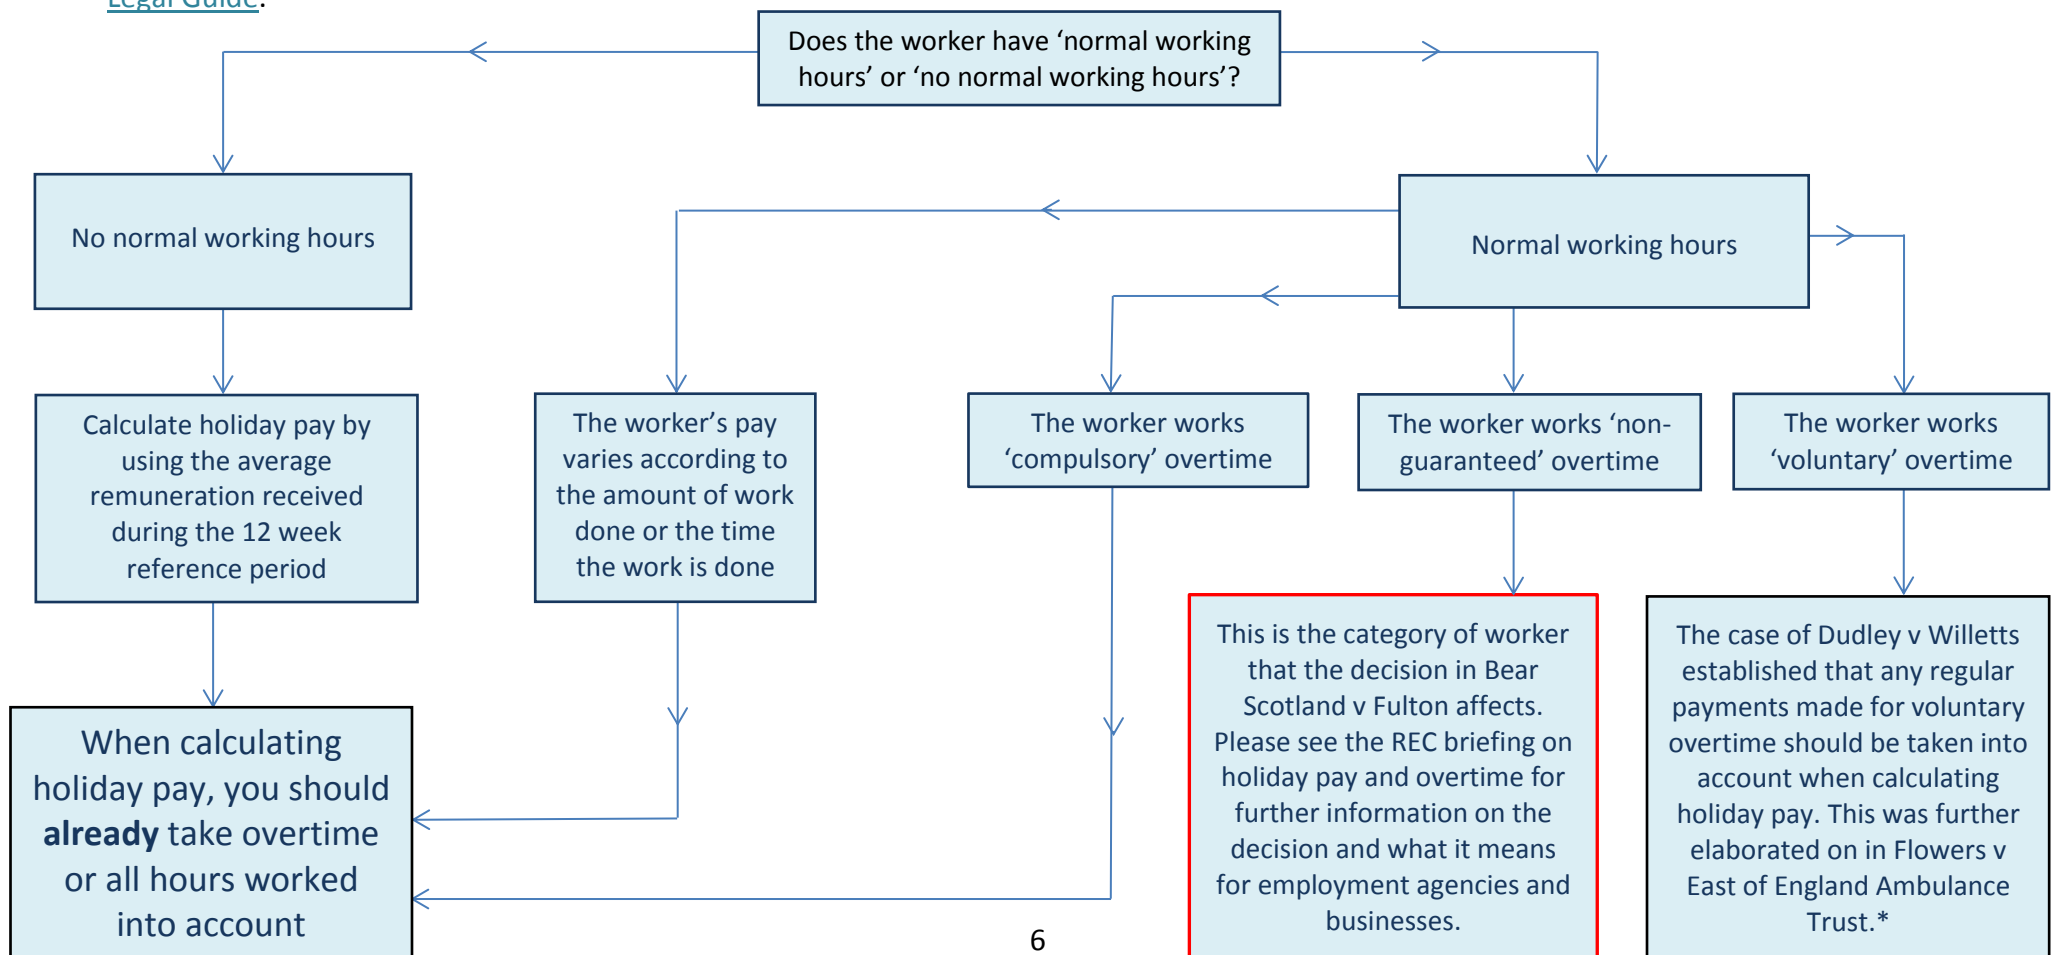 Legal Guide.
Does the worker have ‘normal working
hours’ or ‘no normal working hours’?
No normal working hours
Normal working hours
Calculate holiday pay by
using the average
remuneration received
during the 12 week
reference period
The worker’s pay
varies according to
the amount of work
done or the time
the work is done
The worker works
‘compulsory’ overtime
The worker works ‘non-
guaranteed’ overtime
The worker works
‘voluntary’ overtime
When calculating
holiday pay, you should
already take overtime
or all hours worked
into account
This is the category of worker
that the decision in Bear
Scotland v Fulton affects.
Please see the REC briefing on
holiday pay and overtime for
further information on the
decision and what it means
for employment agencies and
businesses.
The case of Dudley v Willetts
established that any regular
payments made for voluntary
overtime should be taken into
account when calculating
holiday pay. This was further
elaborated on in Flowers v
East of England Ambulance
Trust.*
6